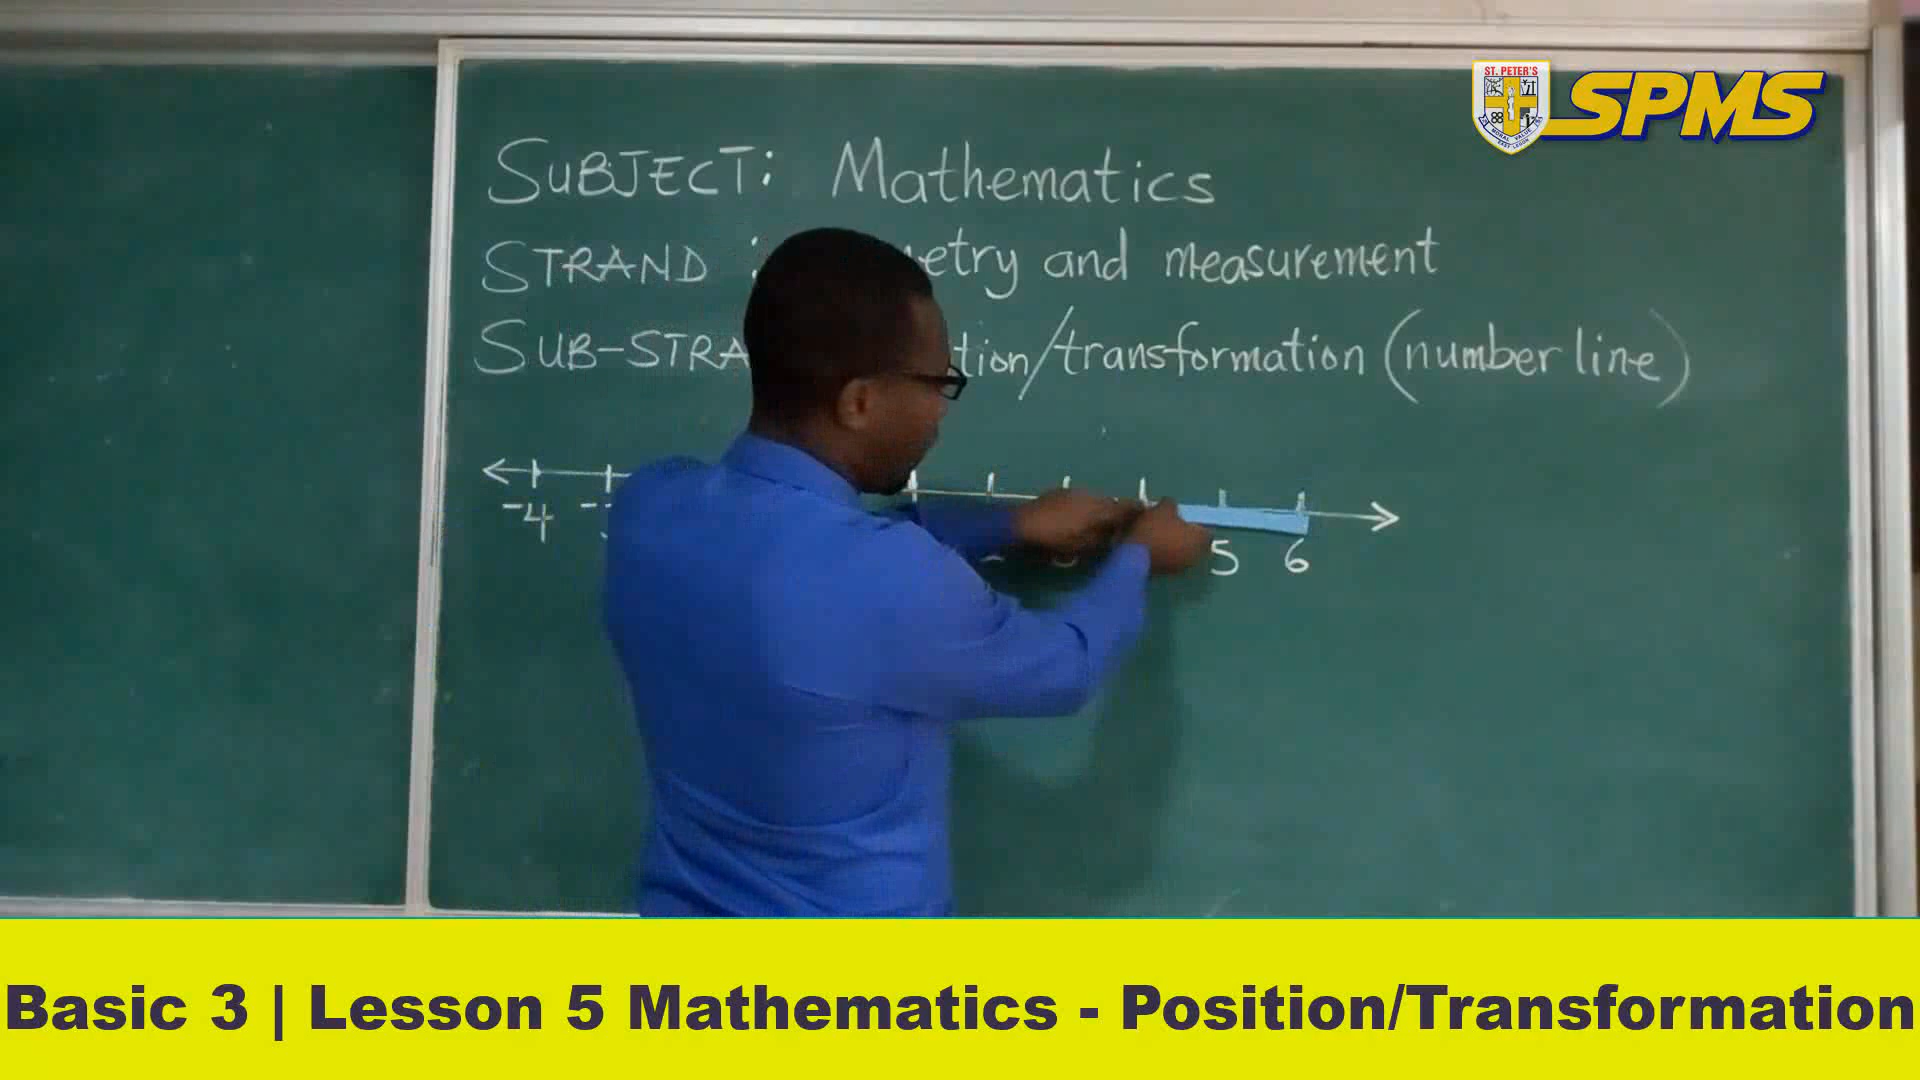 ST. PETER'S
SPMS
SUBJECT: Mathematics
STRAND : etry and measurement
SUB-STRA tion/transformation (number line)
-4 5 6
Basic 3 | Lesson 5 Mathematics - Position/Transformation